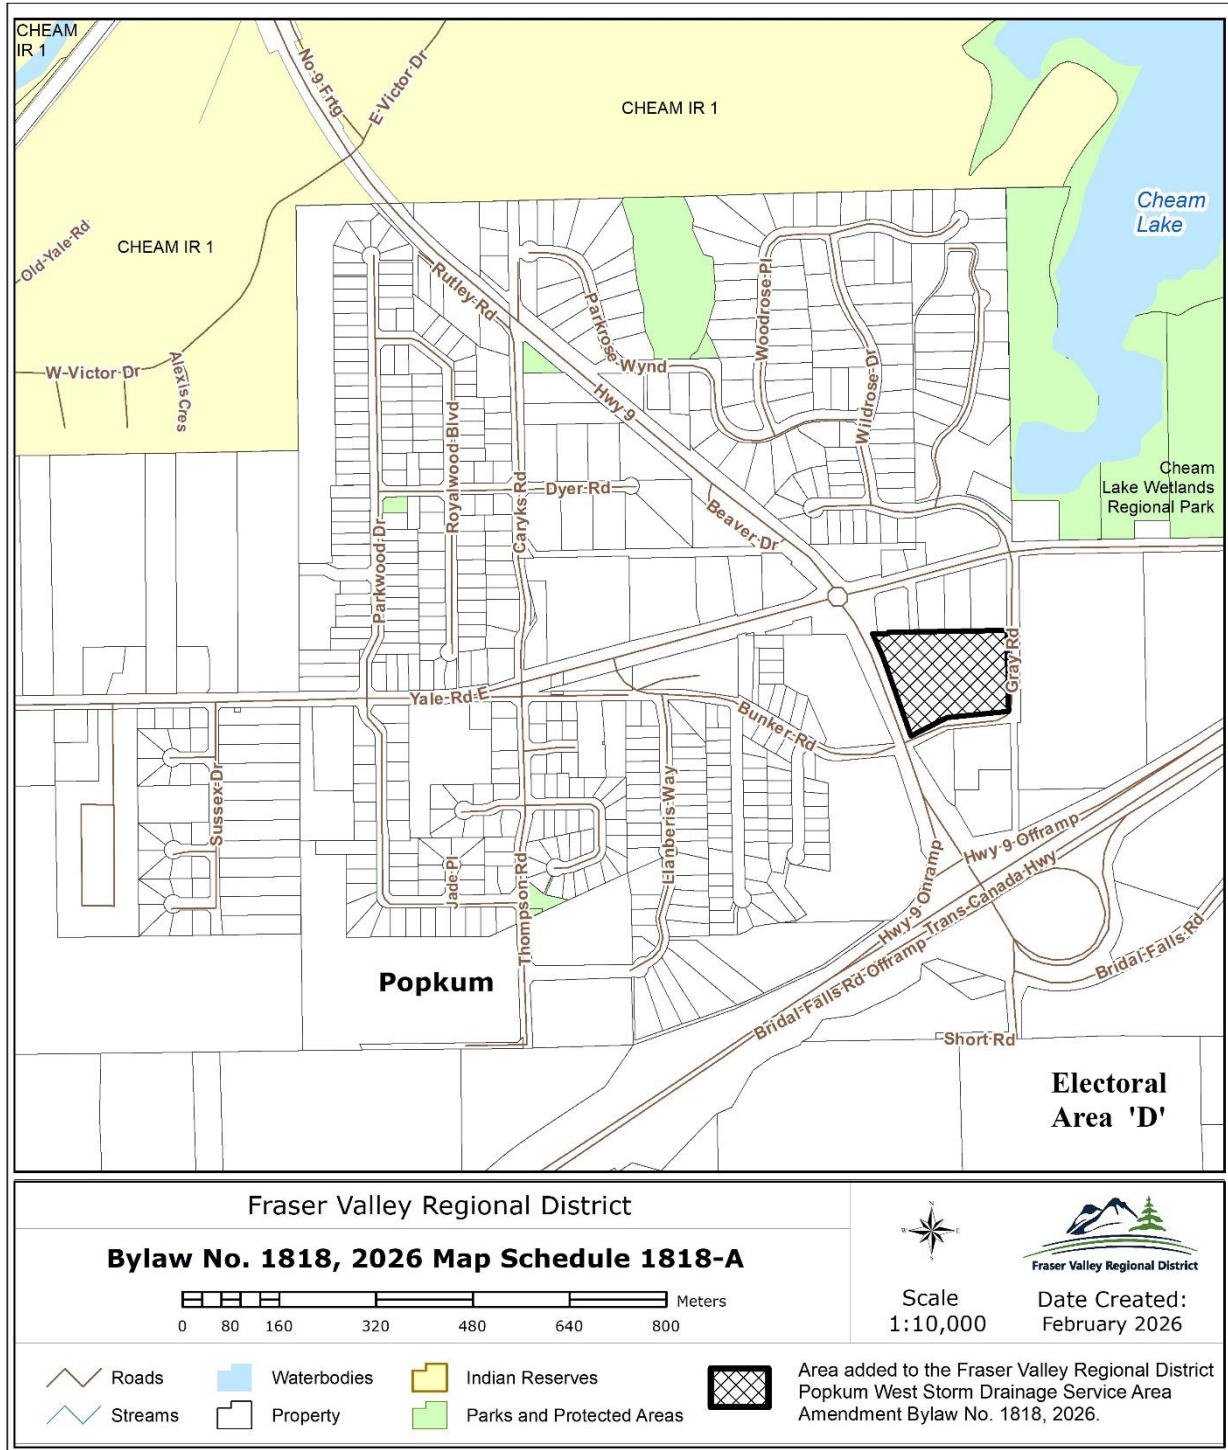 CHEAM
IR 1
No 9 Frtg
E Victor Dr
CHEAM IR 1
Cheam
Lake
Old Yale Rd
CHEAM IR 1
Rutley Rd
Parkrose
Wynd
Woodrose Pl
Wildrose Dr
W Victor Dr
Alexis Cres
Hwy 9
Royalwood Blvd
Caryks Rd
Dyer Rd
Beaver Dr
Cheam
Lake Wetlands
Regional Park
Parkwood Dr
Gray Rd
Yale Rd E
Bunker Rd
Sussex Dr
Llanberis Way
Jade Pl
Thompson Rd
Hwy 9 Offramp
Hwy 9 Onramp
Trans Canada Hwy
Bridal Falls Rd Offramp
Bridal Falls Rd
Popkum
Short Rd
Electoral
Area 'D'
Fraser Valley Regional District
Bylaw No. 1818, 2026 Map Schedule 1818-A
Meters
0 80 160 320 480 640 800
N
W E
S
Scale
1:10,000
Fraser Valley Regional District
Date Created:
February 2026
Roads
Waterbodies
Indian Reserves
Streams
Property
Parks and Protected Areas
Area added to the Fraser Valley Regional District
Popkum West Storm Drainage Service Area
Amendment Bylaw No. 1818, 2026.